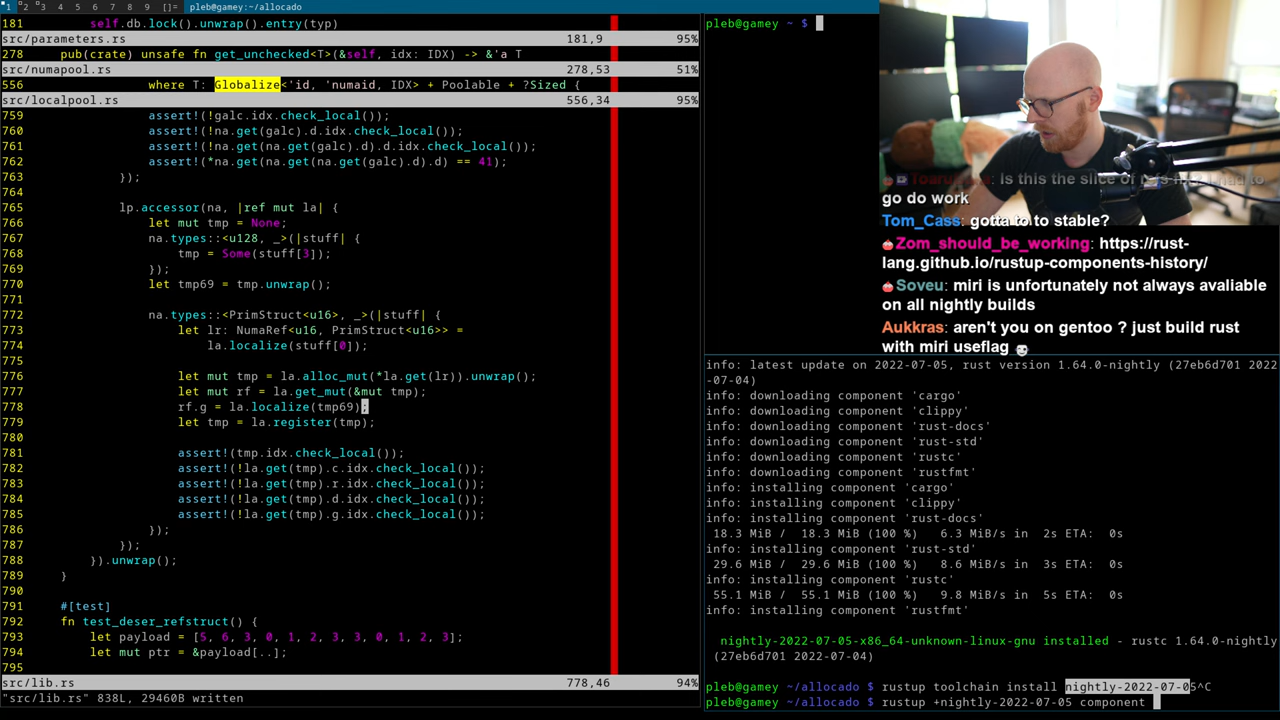 1 2 3 4 5 6 7 8 9 []= pleb@gamey:~/allocado
181 self.db.lock().unwrap().entry(typ)
src/parameters.rs 181,9 95%
278 pub(crate) unsafe fn get_unchecked<T>(&self, idx: IDX) -> &'a T
src/numapool.rs 278,53 51%
556 where T: Globalize<'id, 'numaid, IDX> + Poolable + ?Sized {
src/localpool.rs 556,34 95%
759 assert!(!galc.idx.check_local());
760 assert!(!na.get(galc).d.idx.check_local());
761 assert!(!na.get(na.get(galc).d).d.idx.check_local());
762 assert!(*na.get(na.get(na.get(galc).d).d) == 41);
763 });
764
765 lp.accessor(na, |ref mut la| {
766 let mut tmp = None;
767 na.types::<u128, _>(|stuff| {
768 tmp = Some(stuff[3]);
769 });
770 let tmp69 = tmp.unwrap();
771
772 na.types::<PrimStruct<u16>, _>(|stuff| {
773 let lr: NumaRef<u16, PrimStruct<u16>> =
774 la.localize(stuff[0]);
775
776 let mut tmp = la.alloc_mut(*la.get(lr)).unwrap();
777 let mut rf = la.get_mut(&mut tmp);
778 rf.g = la.localize(tmp69);
779 let tmp = la.register(tmp);
780
781 assert!(tmp.idx.check_local());
782 assert!(!la.get(tmp).c.idx.check_local());
783 assert!(!la.get(tmp).r.idx.check_local());
784 assert!(!la.get(tmp).d.idx.check_local());
785 assert!(!la.get(tmp).g.idx.check_local());
786 });
787 });
788 }).unwrap();
789 }
790
791 #[test]
792 fn test_deser_refstruct() {
793 let payload = [5, 6, 3, 0, 1, 2, 3, 3, 0, 1, 2, 3];
794 let mut ptr = &payload[..];
795
src/lib.rs 778,46 94%
"src/lib.rs" 838L, 29460B written
pleb@gamey ~ $
is this the slice of
go do work
Tom_Cass: gotta to to stable?
Zom_should_be_working: https://rust-
lang.github.io/rustup-components-history/
Soveu: miri is unfortunately not always avaliable
on all nightly builds
Aukkras: aren't you on gentoo ? just build rust
with miri useflag
info: latest update on 2022-07-05, rust version 1.64.0-nightly (27eb6d701 2022
-07-04)
info: downloading component 'cargo'
info: downloading component 'clippy'
info: downloading component 'rust-docs'
info: downloading component 'rust-std'
info: downloading component 'rustc'
info: downloading component 'rustfmt'
info: installing component 'cargo'
info: installing component 'clippy'
info: installing component 'rust-docs'
18.3 MiB / 18.3 MiB (100 %) 6.3 MiB/s in 2s ETA: 0s
info: installing component 'rust-std'
29.6 MiB / 29.6 MiB (100 %) 8.6 MiB/s in 3s ETA: 0s
info: installing component 'rustc'
55.1 MiB / 55.1 MiB (100 %) 9.8 MiB/s in 5s ETA: 0s
info: installing component 'rustfmt'
nightly-2022-07-05-x86_64-unknown-linux-gnu installed - rustc 1.64.0-nightly
(27eb6d701 2022-07-04)
pleb@gamey ~/allocado $ rustup toolchain install nightly-2022-07-05^C
pleb@gamey ~/allocado $ rustup +nightly-2022-07-05 component